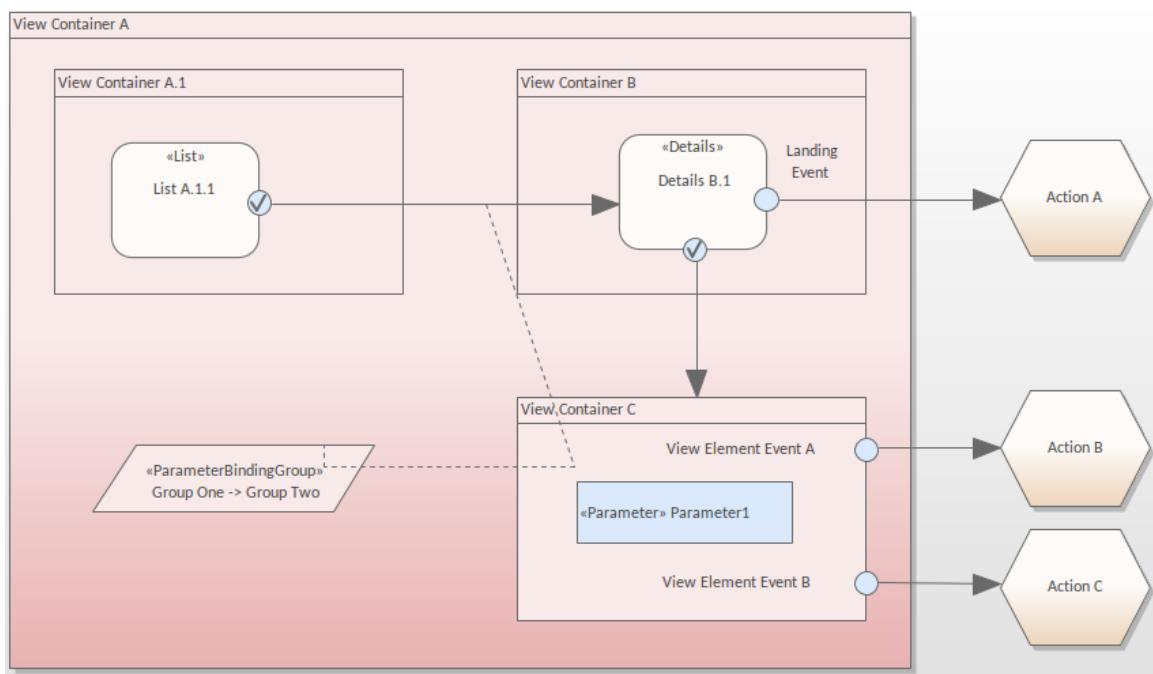 View Container A
View Container A.1
View Container B
«List»
List A.1.1
«Details»
Details B.1
Landing
Event
Action A
View Container C
View Element Event A
Action B
«ParameterBindingGroup»
Group One -> Group Two
«Parameter» Parameter1
View Element Event B
Action C